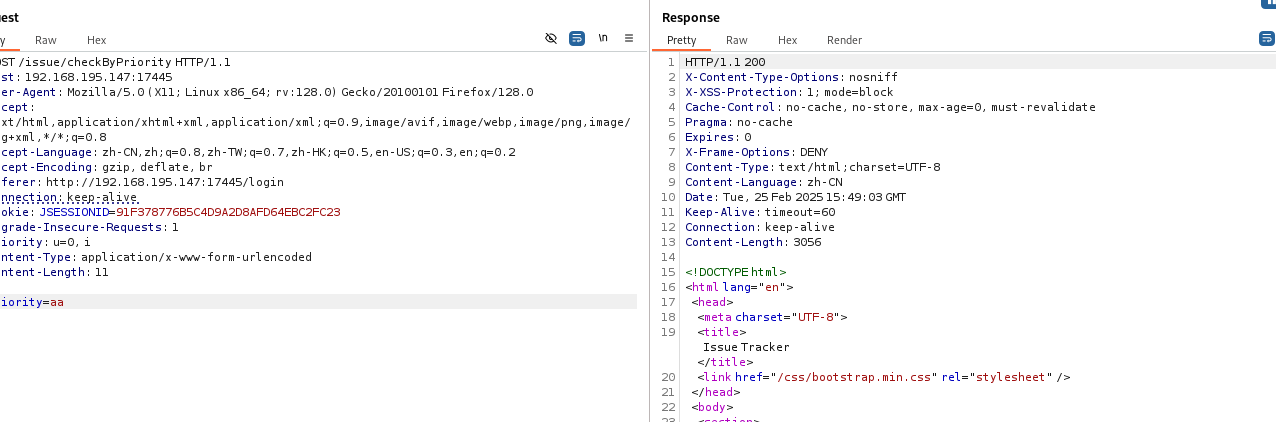 est
Raw
Hex
\n
ST /issue/checkByPriority HTTP/1.1
st: 192.168.195.147:17445
er-Agent: Mozilla/5.0 (X11; Linux x86_64; rv:128.0) Gecko/20100101 Firefox/128.0
cept:
xt/html,application/xhtml+xml,application/xml;q=0.9,image/avif,image/webp,image/png,image/
g+xml,*/*;q=0.8
cept-Language: zh-CN,zh;q=0.8,zh-TW;q=0.7,zh-HK;q=0.5,en-US;q=0.3,en;q=0.2
cept-Encoding: gzip, deflate, br
ferer: http://192.168.195.147:17445/login
nnection: keep-alive
okie: JSESSIONID=91F378776B5C4D9A2D8AFD64EBC2FC23
grade-Insecure-Requests: 1
iority: u=0, i
ntent-Type: application/x-www-form-urlencoded
ntent-Length: 11
iority=aa
Response
Pretty
Raw
Hex
Render
1 HTTP/1.1 200
2 X-Content-Type-Options: nosniff
3 X-XSS-Protection: 1; mode=block
4 Cache-Control: no-cache, no-store, max-age=0, must-revalidate
5 Pragma: no-cache
6 Expires: 0
7 X-Frame-Options: DENY
8 Content-Type: text/html;charset=UTF-8
9 Content-Language: zh-CN
10 Date: Tue, 25 Feb 2025 15:49:03 GMT
11 Keep-Alive: timeout=60
12 Connection: keep-alive
13 Content-Length: 3056
14
15 <!DOCTYPE html>
16 <html lang="en">
17 <head>
18 <meta charset="UTF-8">
19 <title>
Issue Tracker
</title>
20 <link href="/css/bootstrap.min.css" rel="stylesheet" />
21 </head>
22 <body>